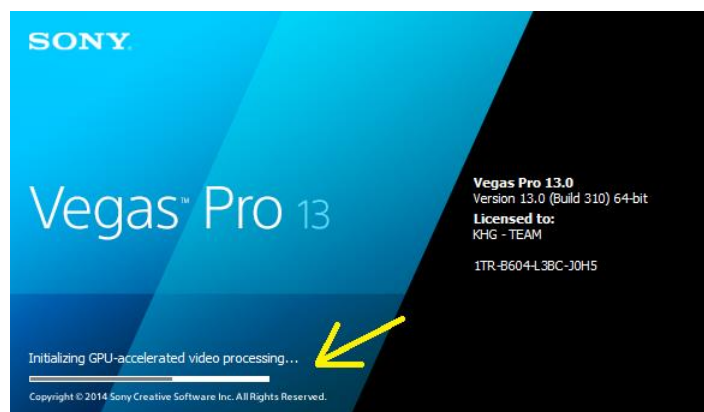 SONY
Vegas™ Pro 13
Vegas Pro 13.0
Version 13.0 (Build 310) 64-bit
Licensed to:
KHG - TEAM
1TR-B604-L3BC-J0H5
Initializing GPU-accelerated video processing...
Copyright © 2014 Sony Creative Software Inc. All Rights Reserved.